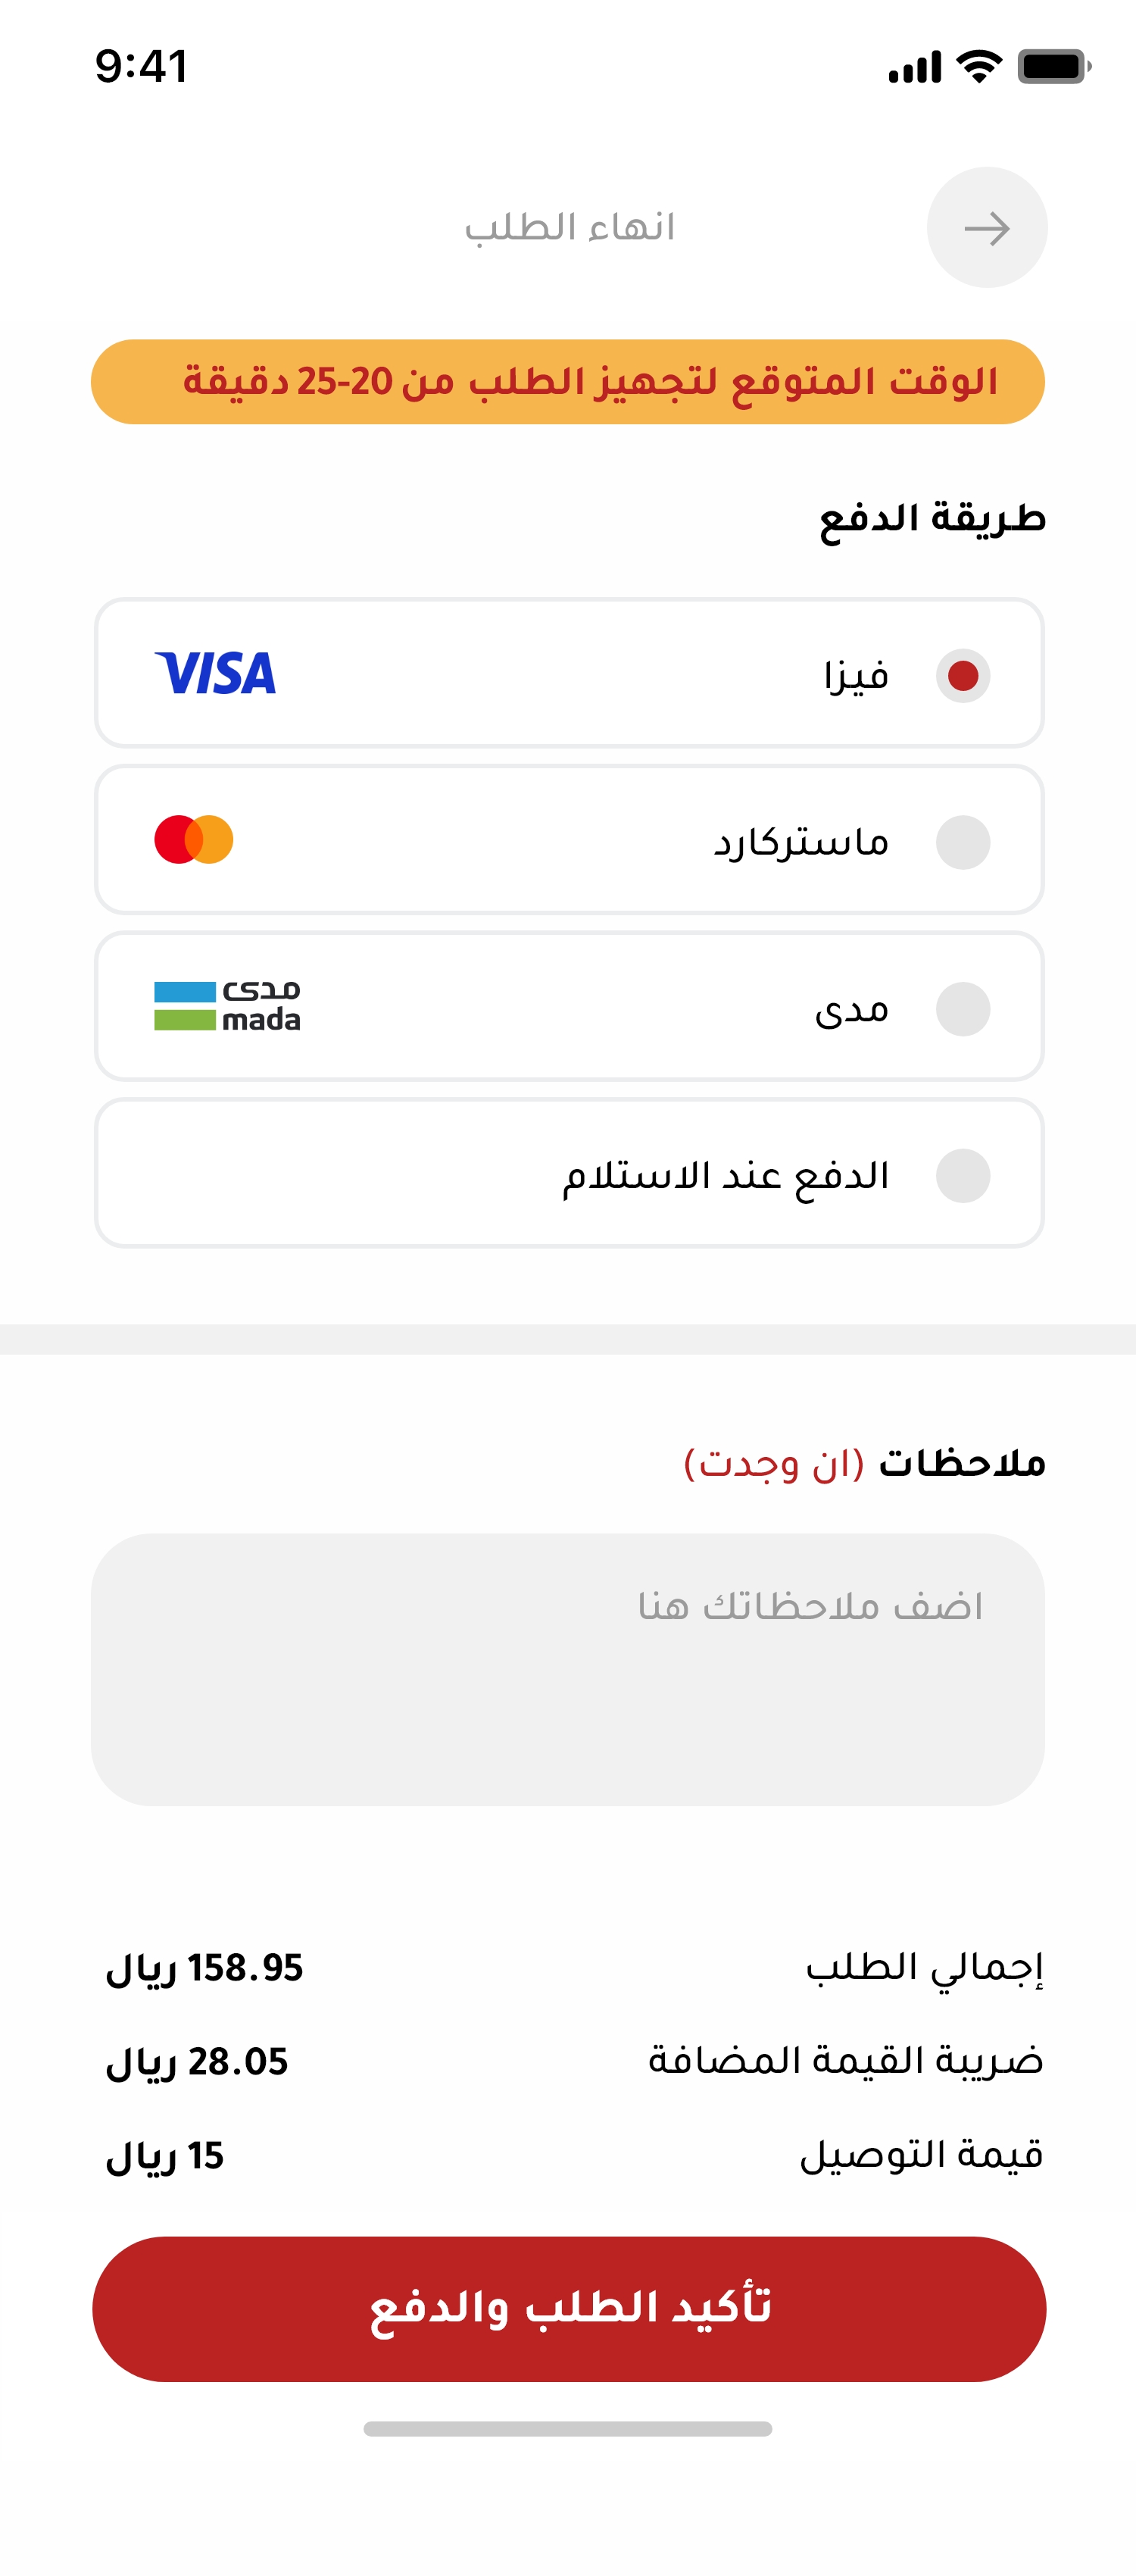 9:41
انهاء الطلب
الوقت المتوقع لتجهيز الطلب من 20-25 دقيقة
طريقة الدفع
فيزا VISA
ماستركارد
مدى مدى
mada
الدفع عند الاستلام
ملاحظات (ان وجدت)
اضف ملاحظاتك هنا
إجمالي الطلب 158.95 ريال
ضريبة القيمة المضافة 28.05 ريال
قيمة التوصيل 15 ريال
تأكيد الطلب والدفع